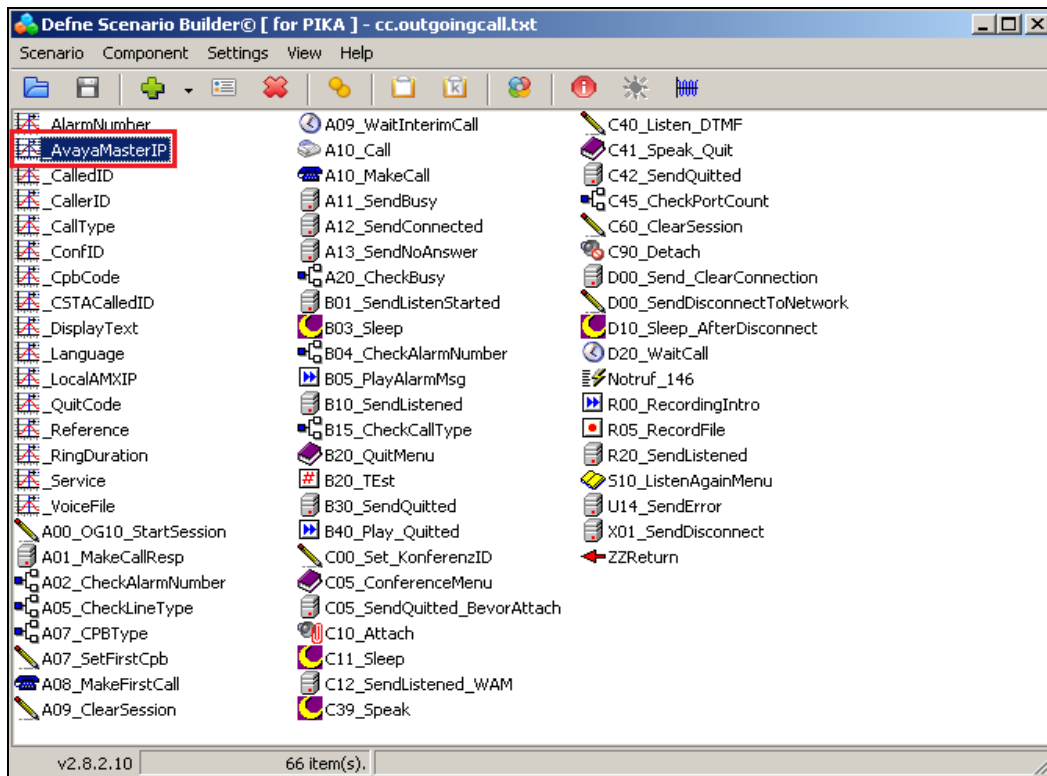 Defne Scenario Builder© [ for PIKA ] - cc.outgoingcall.txt
Scenario Component Settings View Help
_AlarmNumber
_AvayaMasterIP
_CalledID
_CallerID
_CallType
_ConfID
_CpbCode
_CSTACalledID
_DisplayText
_Language
_LocalAMXIP
_QuitCode
_Reference
_RingDuration
_Service
_VoiceFile
A00_OG10_StartSession
A01_MakeCallResp
A02_CheckAlarmNumber
A05_CheckLineType
A07_CPBType
A07_SetFirstCpb
A08_MakeFirstCall
A09_ClearSession
A09_WaitInterimCall
A10_Call
A10_MakeCall
A11_SendBusy
A12_SendConnected
A13_SendNoAnswer
A20_CheckBusy
B01_SendListenStarted
B03_Sleep
B04_CheckAlarmNumber
B05_PlayAlarmMsg
B10_SendListened
B15_CheckCallType
B20_QuitMenu
B20_TEst
B30_SendQuitted
B40_Play_Quitted
C00_Set_KonferenzID
C05_ConferenceMenu
C05_SendQuitted_BevorAttach
C10_Attach
C11_Sleep
C12_SendListened_WAM
C39_Speak
C40_Listen_DTMF
C41_Speak_Quit
C42_SendQuitted
C45_CheckPortCount
C60_ClearSession
C90_Detach
D00_Send_ClearConnection
D00_SendDisconnectToNetwork
D10_Sleep_AfterDisconnect
D20_WaitCall
Notruf_146
R00_RecordingIntro
R05_RecordFile
R20_SendListened
S10_ListenAgainMenu
U14_SendError
X01_SendDisconnect
ZZReturn
v2.8.2.10 66 item(s).